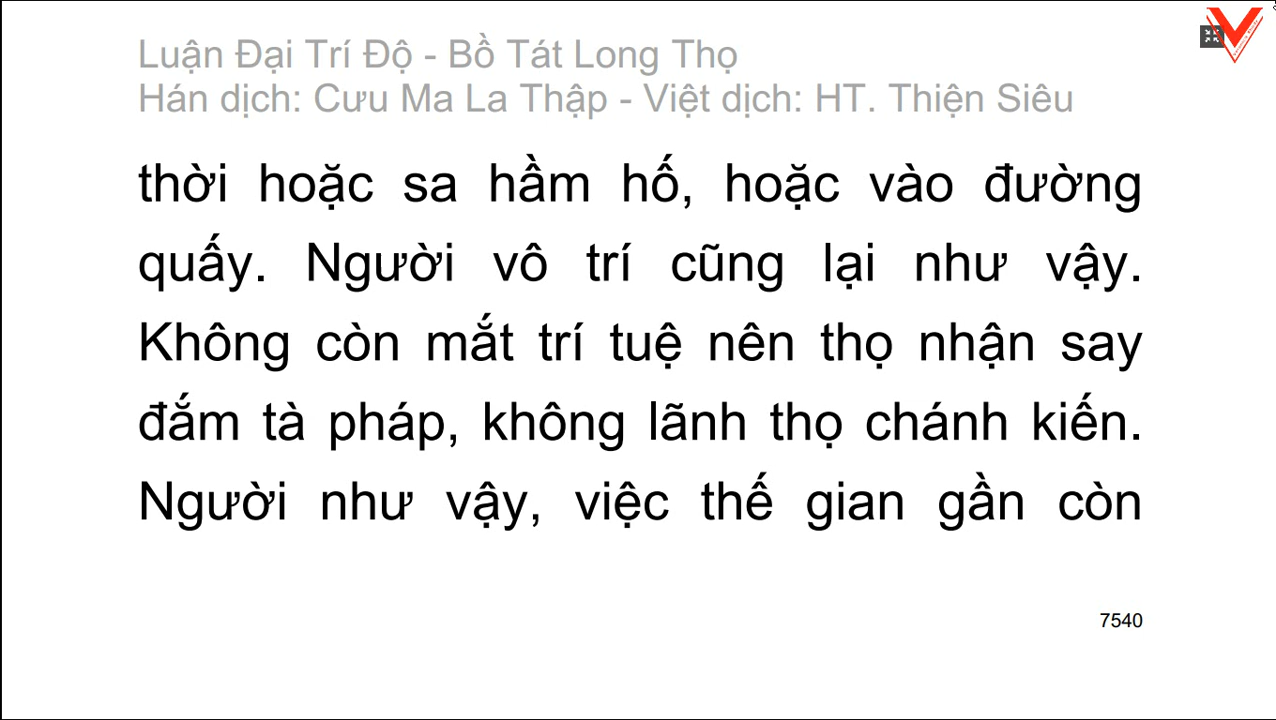 Luận Đại Trí Độ - Bồ Tát Long Thọ
Hán dịch: Cưu Ma La Thập - Việt dịch: HT. Thiện Siêu
thời hoặc sa hầm hố, hoặc vào đường
quấy. Người vô trí cũng lại như vậy.
Không còn mắt trí tuệ nên thọ nhận say
đắm tà pháp, không lãnh thọ chánh kiến.
Người như vậy, việc thế gian gần còn
7540